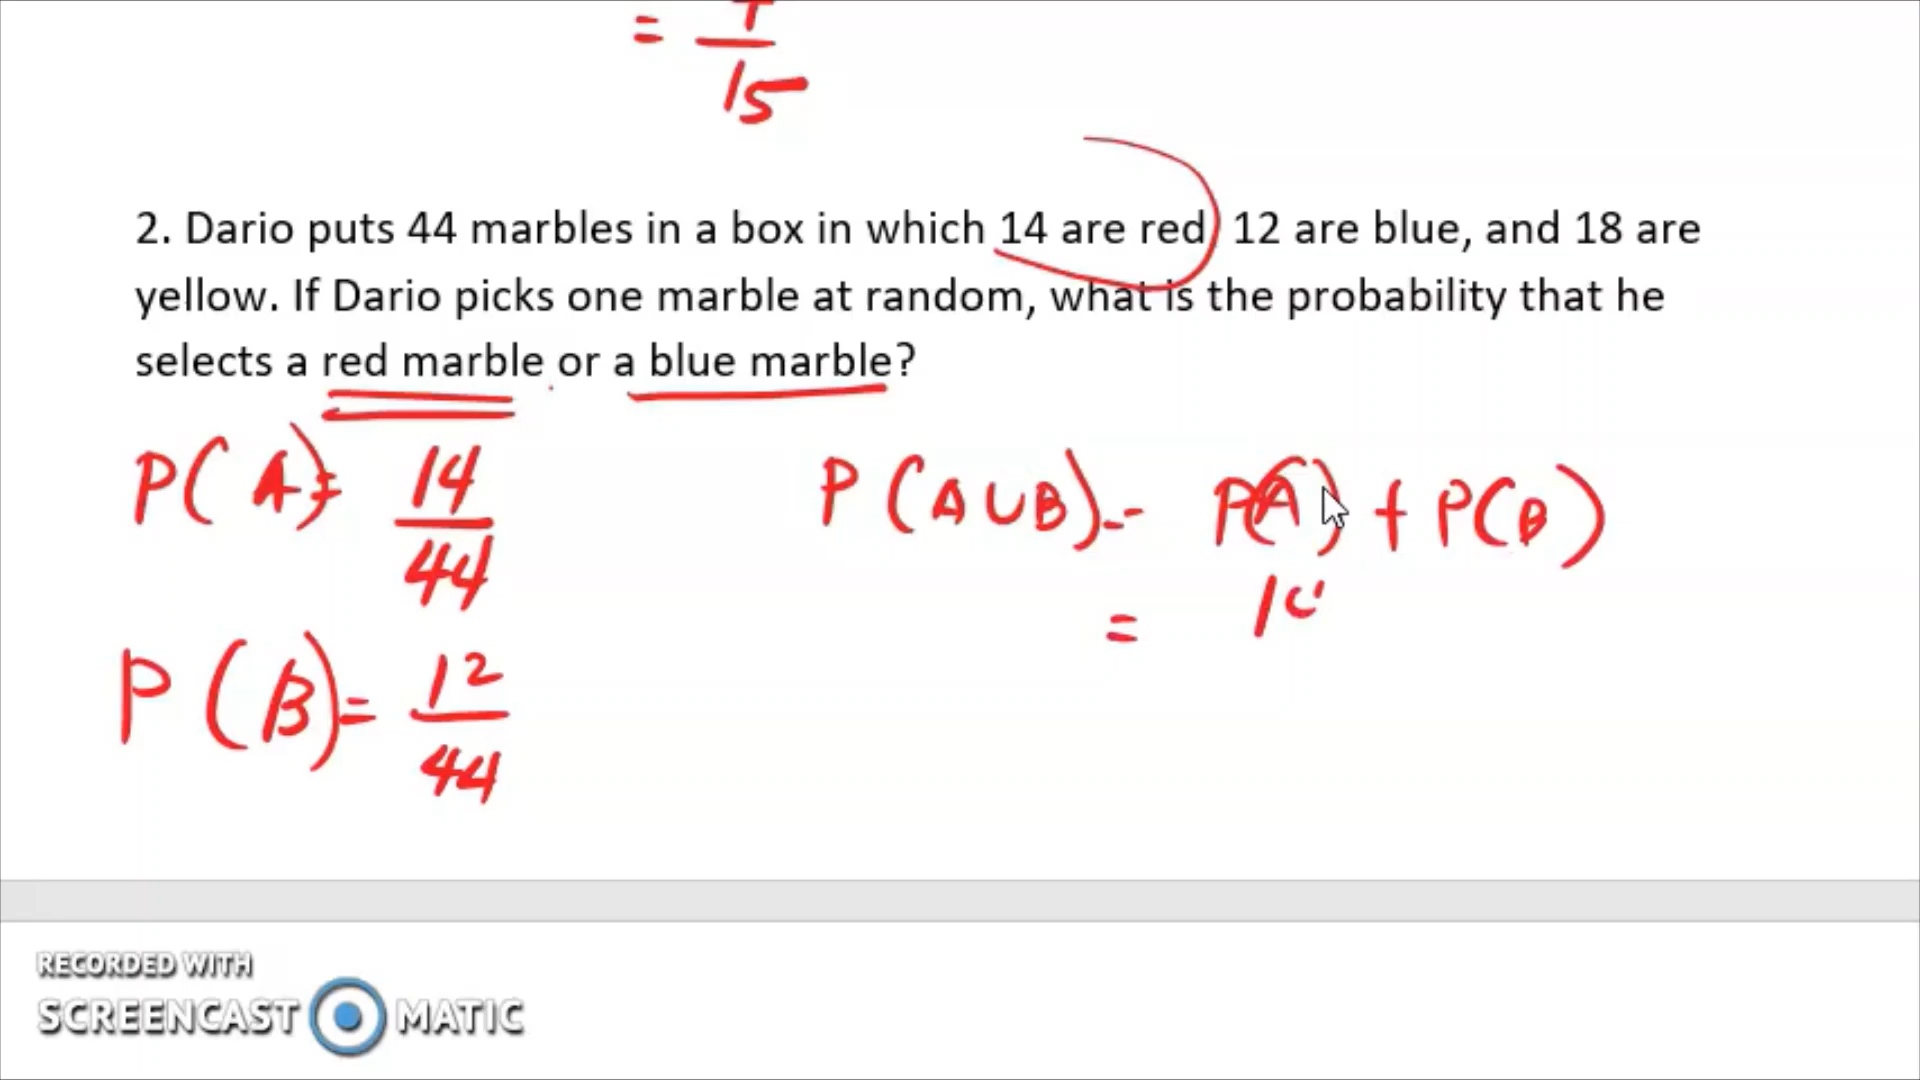 =
15
2. Dario puts 44 marbles in a box in which 14 are red, 12 are blue, and 18 are
yellow. If Dario picks one marble at random, what is the probability that he
selects a red marble or a blue marble?
P(A)= 14/44
P(A∪B) = P(A) + P(B)
=
P(B)= 12/44
RECORDED WITH
SCREENCAST MATIC